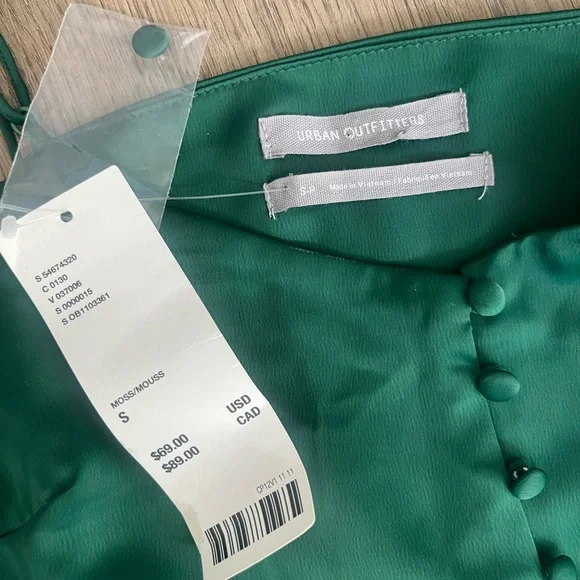 URBAN OUTFITTERS
S-P Made in Vietnam / Fabriqué en Vietnam
S 54674320
C 0130
V 037006
S 0000015
S OB1103361
MOSS/MOUSS
S
$69.00 USD
$89.00 CAD
CP12V1 11 11